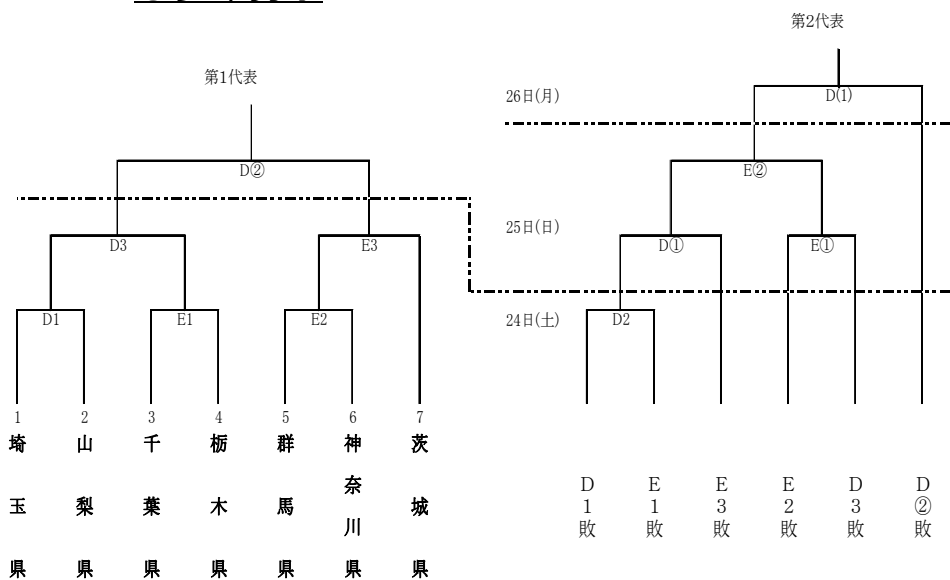 第2代表
第1代表
26日(月)
D(1)
D②
E②
25日(日)
D3
E3
D①
E①
24日(土)
D1
E1
E2
D2
1
2
3
4
5
6
7
埼玉県
山梨県
千葉県
栃木県
群馬県
神奈川県
茨城県
D1敗
E1敗
E3敗
E2敗
D3敗
D②敗